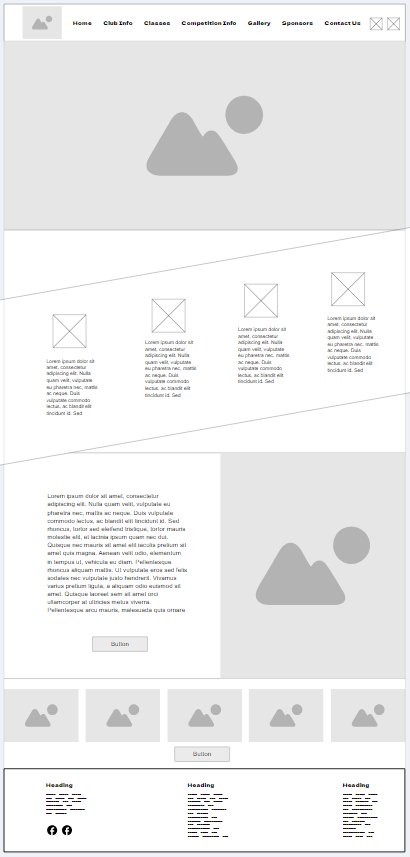 Home Club Info Classes Competition Info Gallery Sponsors Contact Us
Lorem ipsum dolor sit
amet, consectetur
adipiscing elit. Nulla
quam velit, vulputate
eu pharetra nec, mattis
ac neque. Duis
vulputate commodo
lectus, ac blandit elit
tincidunt id. Sed
Lorem ipsum dolor sit
amet, consectetur
adipiscing elit. Nulla
quam velit, vulputate
eu pharetra nec, mattis
ac neque. Duis
vulputate commodo
lectus, ac blandit elit
tincidunt id. Sed
Lorem ipsum dolor sit
amet, consectetur
adipiscing elit. Nulla
quam velit, vulputate
eu pharetra nec, mattis
ac neque. Duis
vulputate commodo
lectus, ac blandit elit
tincidunt id. Sed
Lorem ipsum dolor sit
amet, consectetur
adipiscing elit. Nulla
quam velit, vulputate
eu pharetra nec, mattis
ac neque. Duis
vulputate commodo
lectus, ac blandit elit
tincidunt id. Sed
Lorem ipsum dolor sit amet, consectetur
adipiscing elit. Nulla quam velit, vulputate eu
pharetra nec, mattis ac neque. Duis vulputate
commodo lectus, ac blandit elit tincidunt id. Sed
rhoncus, tortor sed eleifend tristique, tortor mauris
molestie elit, et lacinia ipsum quam nec dui.
Quisque nec mauris sit amet elit iaculis pretium sit
amet quis magna. Aenean velit odio, elementum
in tempus ut, vehicula eu diam. Pellentesque
rhoncus aliquam mattis. Ut vulputate eros sed felis
sodales nec vulputate justo hendrerit. Vivamus
varius pretium ligula, a aliquam odio euismod sit
amet. Quisque laoreet sem sit amet orci
ullamcorper at ultricies metus viverra.
Pellentesque arcu mauris, malesuada quis ornare
Button
Button
Heading Heading Heading